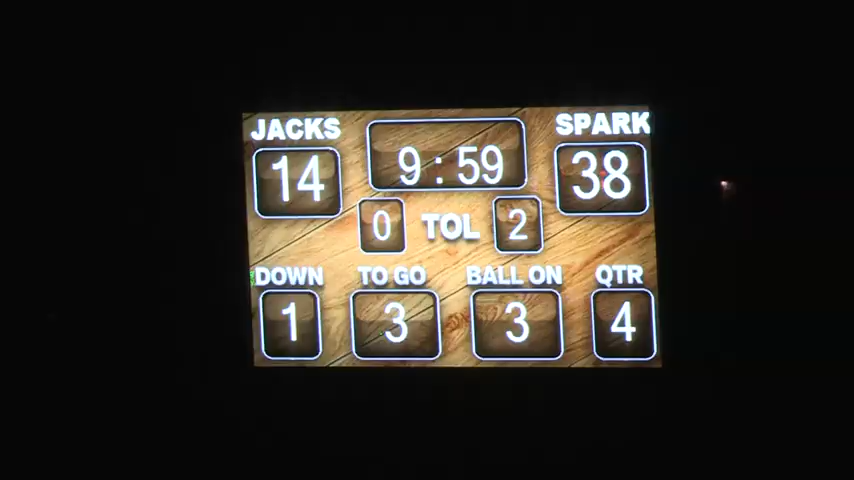 JACKS 9:59 SPARK
14 38
0 TOL 2
DOWN TO GO BALL ON QTR
1 3 3 4